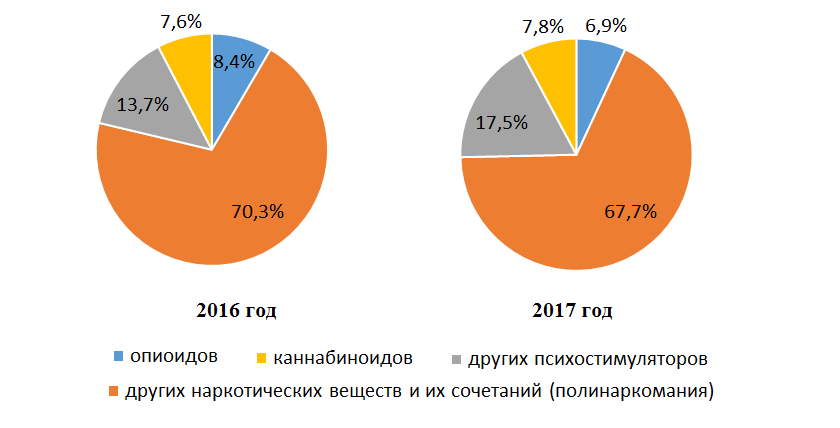 7,6%
8,4%
13,7%
70,3%
7,8%
6,9%
17,5%
67,7%
2016 год
2017 год
опиоидов
каннабиноидов
других психостимуляторов
других наркотических веществ и их сочетаний (полинаркомания)